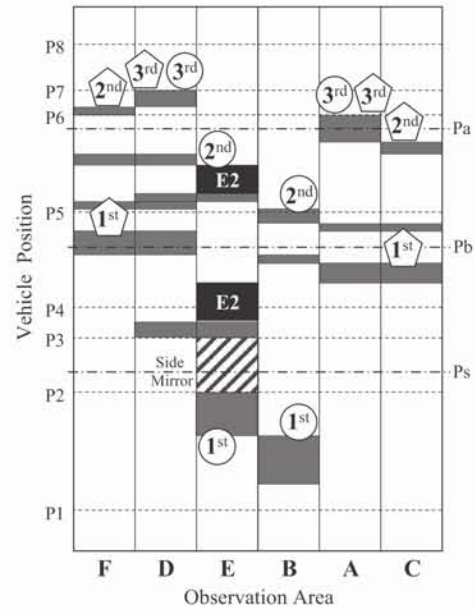 P8
P7
2nd
3rd
3rd
P6
3rd
3rd
2nd
Pa
2nd
E2
2nd
P5
1st
1st
Pb
P4
E2
P3
Side
Mirror
Ps
P2
1st
1st
P1
F D E B A C
Observation Area
Vehicle Position